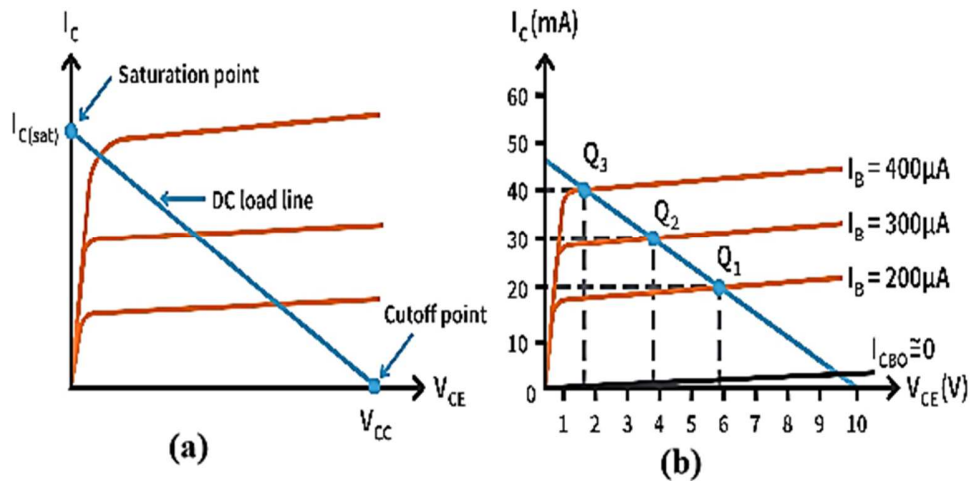 I_C
Saturation point
I_C(sat)
DC load line
Cutoff point
V_CE
V_CC
(a)
I_C(mA)
60
50
40
30
20
10
0
Q_3
Q_2
Q_1
I_B = 400µA
I_B = 300µA
I_B = 200µA
I_CBO ≅ 0
V_CE(V)
1 2 3 4 5 6 7 8 9 10
(b)